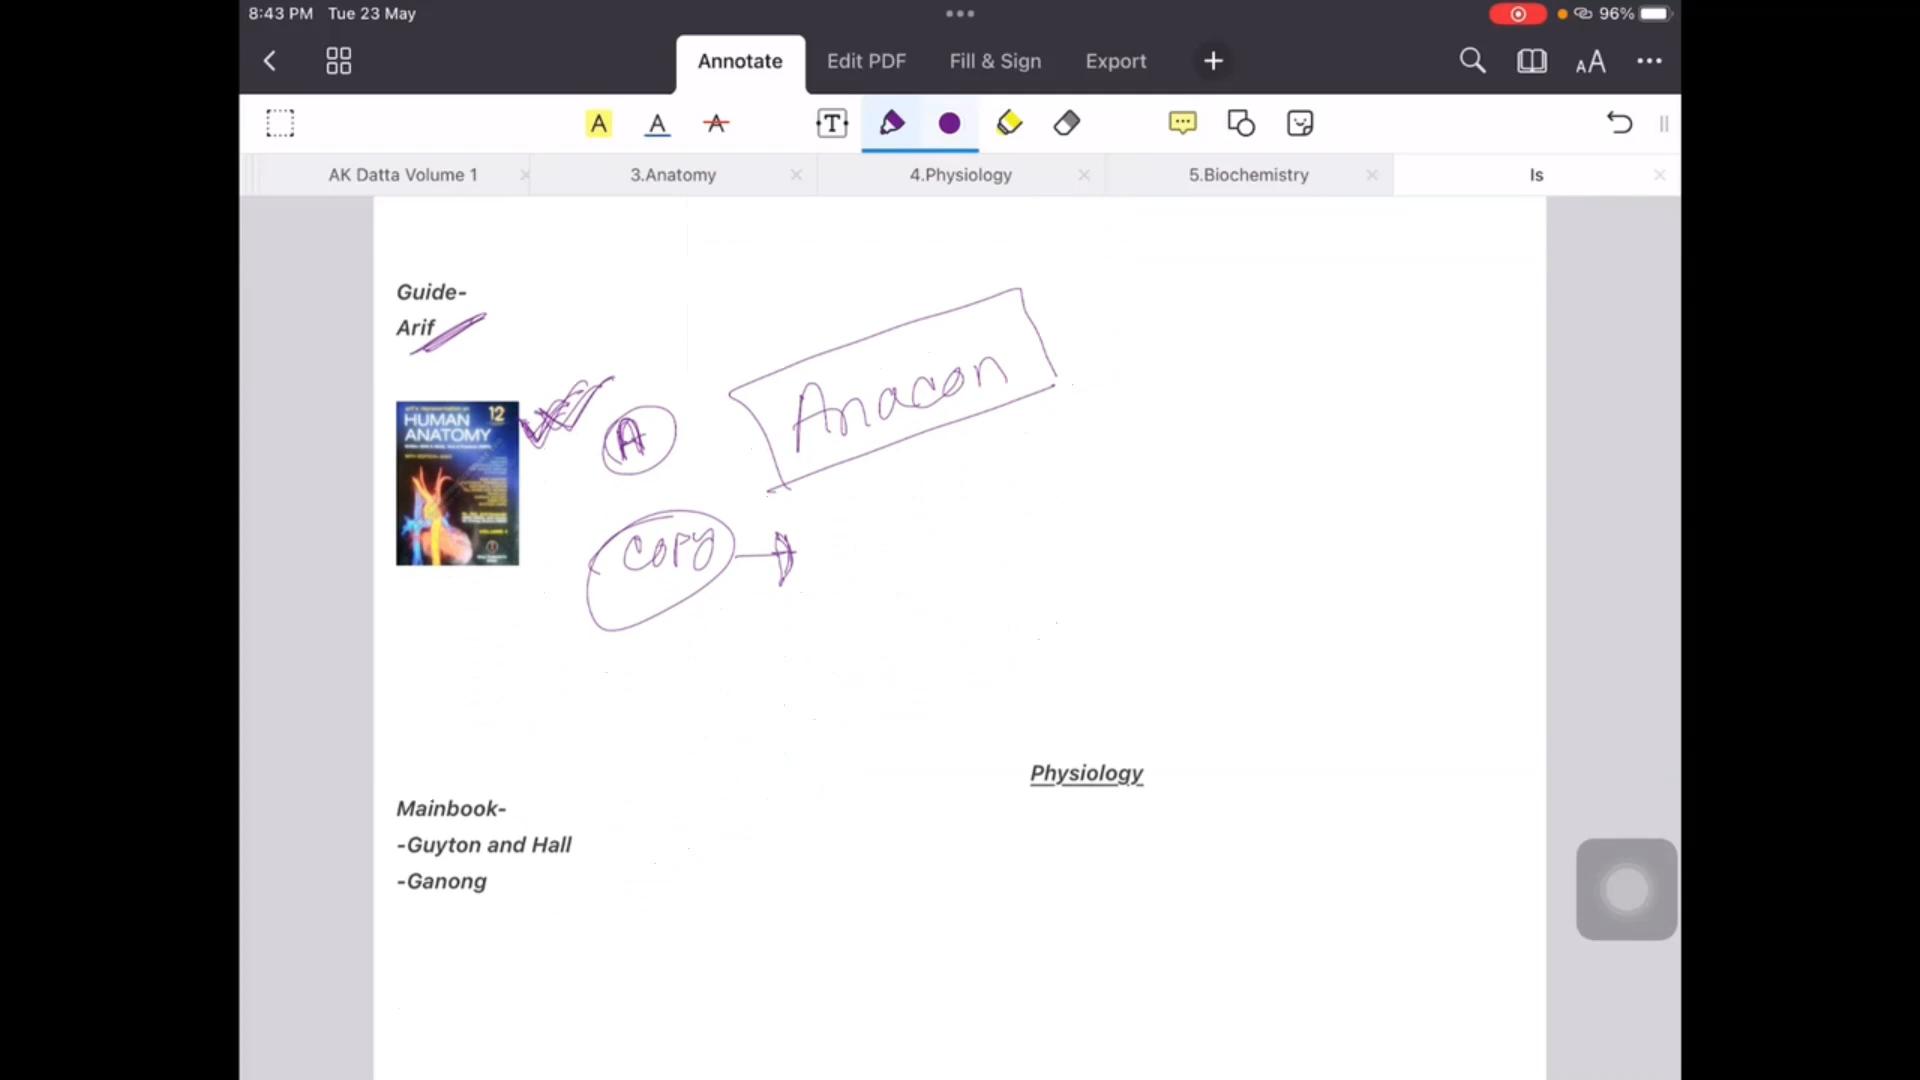 8:43 PM Tue 23 May
96%
Annotate Edit PDF Fill & Sign Export
AK Datta Volume 1
3.Anatomy
4.Physiology
5.Biochemistry
Is
Guide-
Arif
Anacon
12
HUMAN
ANATOMY
A
copy
Physiology
Mainbook-
-Guyton and Hall
-Ganong